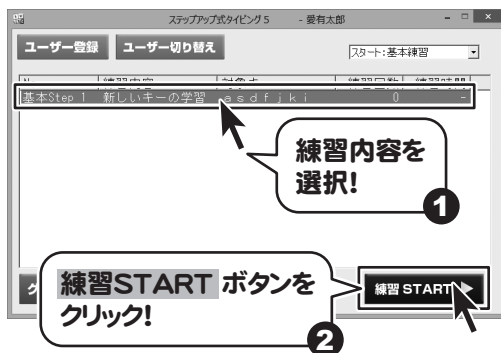 ステップアップ式タイピング5 - 愛有太郎
ユーザー登録 ユーザー切り替え
スタート:基本練習
基本Step 1 新しいキーの学習 a s d f j k i 0 -
練習内容を
選択!
1
練習START ボタンを
クリック!
2
練習 START